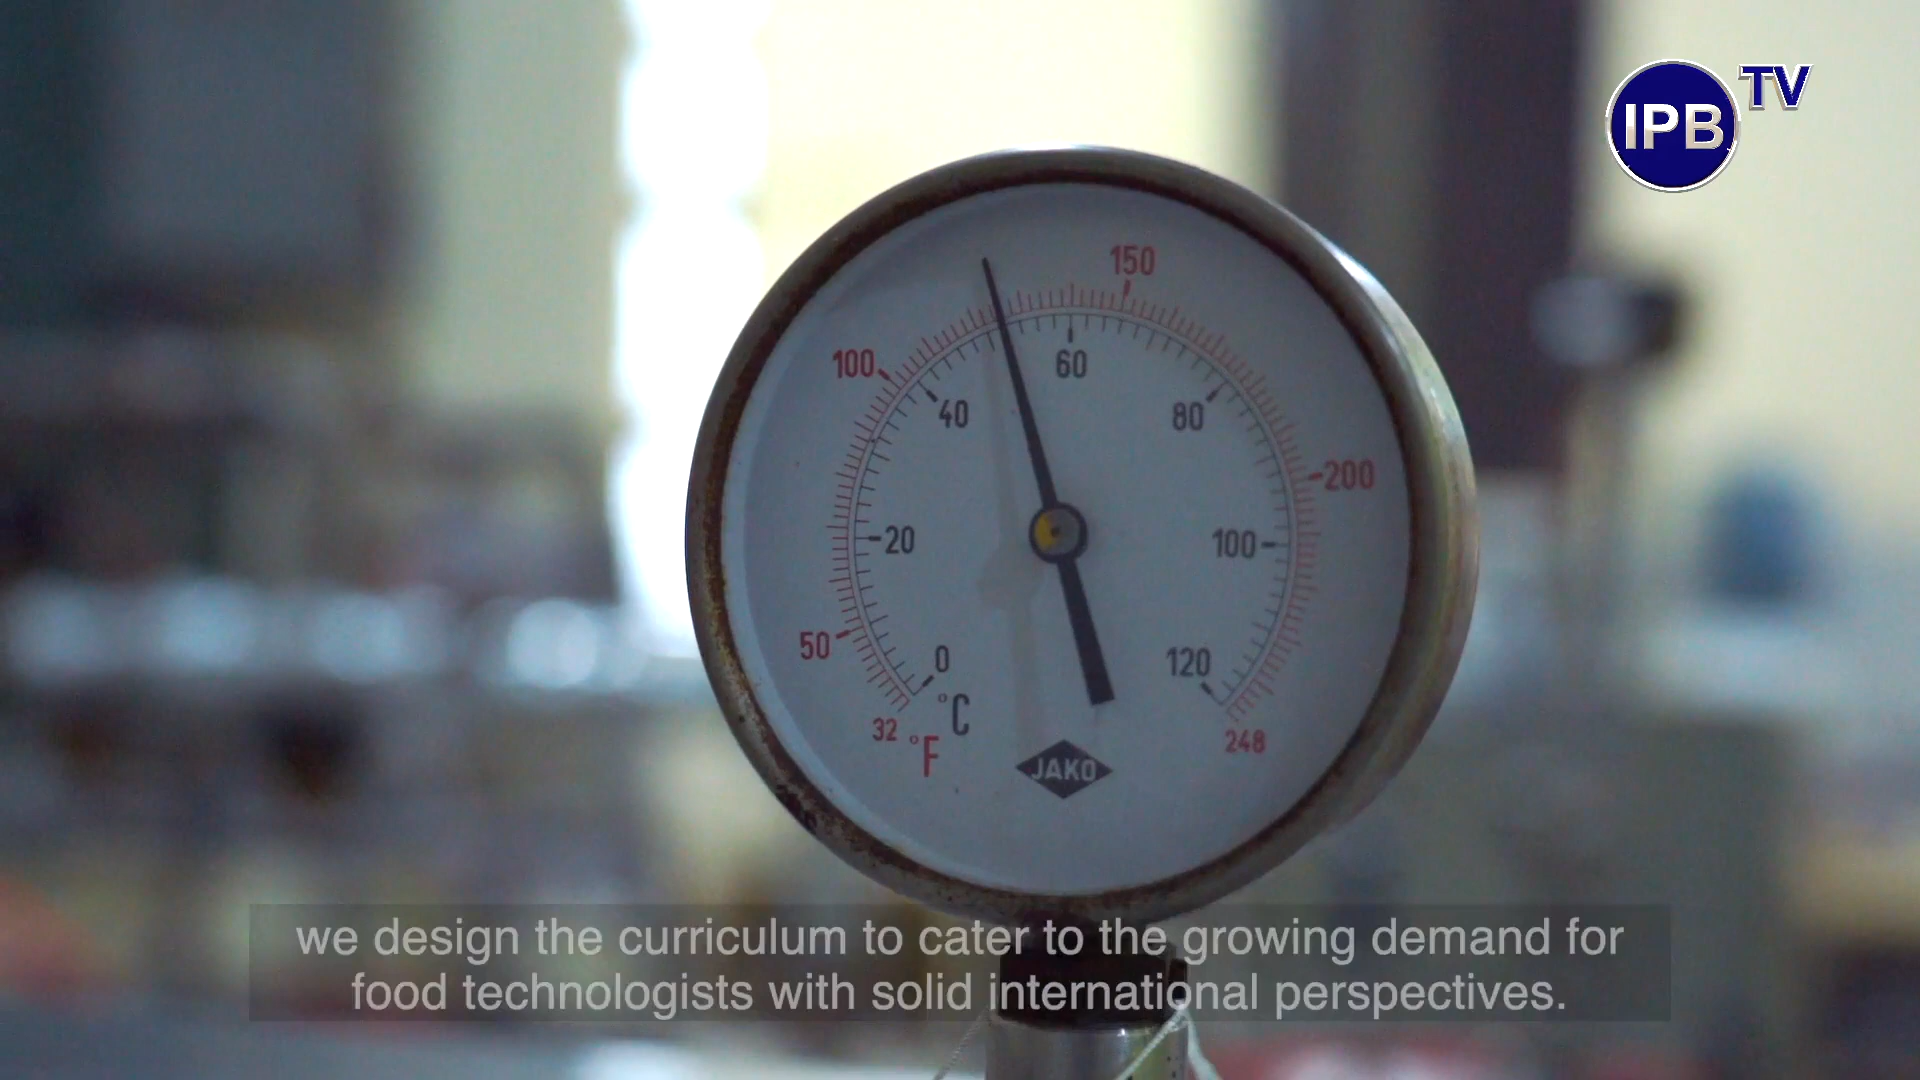 IPB TV
150
100
60
40
80
200
20
100
50
0
120
°C
32
°F
248
JAKO
we design the curriculum to cater to the growing demand for
food technologists with solid international perspectives.